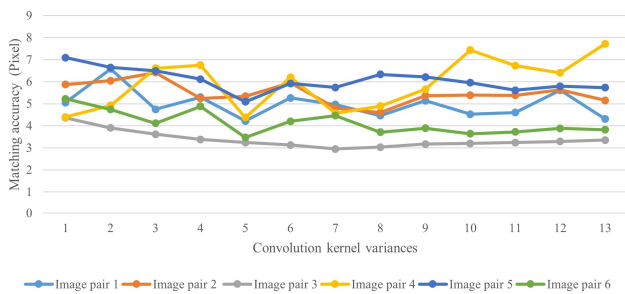 9
8
7
6
5
4
3
2
1
0
Matching accuracy (Pixel)
1 2 3 4 5 6 7 8 9 10 11 12 13
Convolution kernel variances
Image pair 1 Image pair 2 Image pair 3 Image pair 4 Image pair 5 Image pair 6